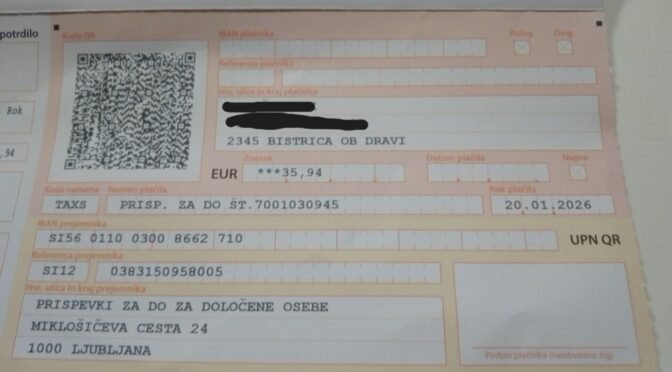 potrdilo
Rok
,94
Koda QR
IBAN plačnika
Polog
Dvig
Referenca plačnika
Ime, ulica in kraj plačnika
2345 BISTRICA OB DRAVI
Znesek
Datum plačila
Nujno
EUR ***35,94
Koda namena
Namen plačila
Rok plačila
TAXS PRISP. ZA DO ŠT.7001030945 20.01.2026
IBAN prejemnika
SI56 0110 0300 8662 710
UPN QR
Referenca prejemnika
SI12 0383150958005
Ime, ulica in kraj prejemnika
PRISPEVKI ZA DO ZA DOLOČENE OSEBE
MIKLOŠIČEVA CESTA 24
1000 LJUBLJANA
Podpis plačnika (neobvezno žig)